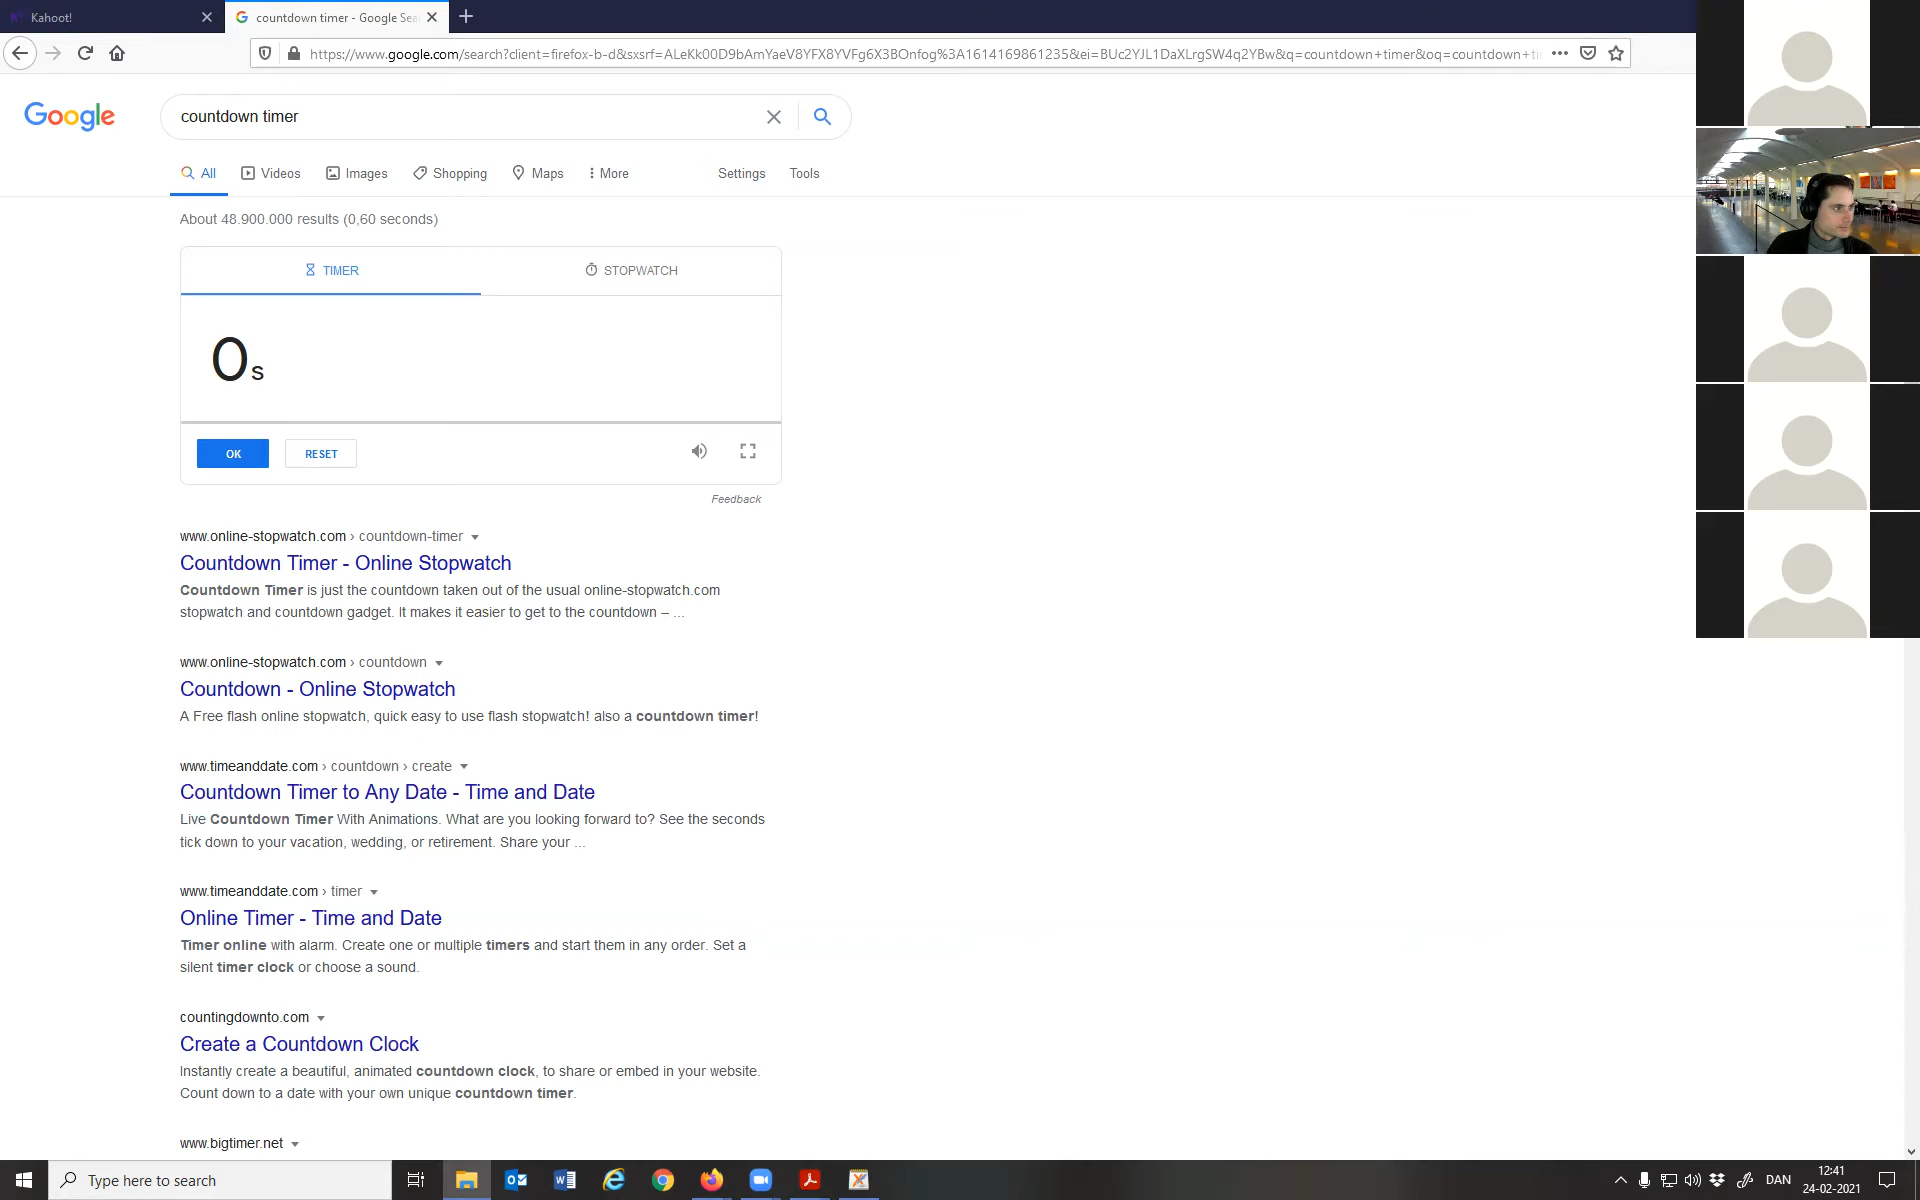 Kahoot!
countdown timer - Google Sea
https://www.google.com/search?client=firefox-b-d&sxsrf=ALeKk00D9bAmYaeV8YFX8YVFg6X3BOnfog%3A1614169861235&ei=BUc2YJL1DaXLrgSW4q2YBw&q=countdown+timer&oq=countdown+ti
Google
countdown timer
All Videos Images Shopping Maps More Settings Tools
About 48.900.000 results (0,60 seconds)
TIMER STOPWATCH
0 s
OK RESET
Feedback
www.online-stopwatch.com › countdown-timer
Countdown Timer - Online Stopwatch
Countdown Timer is just the countdown taken out of the usual online-stopwatch.com
stopwatch and countdown gadget. It makes it easier to get to the countdown – ...
www.online-stopwatch.com › countdown
Countdown - Online Stopwatch
A Free flash online stopwatch, quick easy to use flash stopwatch! also a countdown timer!
www.timeanddate.com › countdown › create
Countdown Timer to Any Date - Time and Date
Live Countdown Timer With Animations. What are you looking forward to? See the seconds
tick down to your vacation, wedding, or retirement. Share your ...
www.timeanddate.com › timer
Online Timer - Time and Date
Timer online with alarm. Create one or multiple timers and start them in any order. Set a
silent timer clock or choose a sound.
countingdownto.com
Create a Countdown Clock
Instantly create a beautiful, animated countdown clock, to share or embed in your website.
Count down to a date with your own unique countdown timer.
www.bigtimer.net
Type here to search
DAN
12:41
24-02-2021